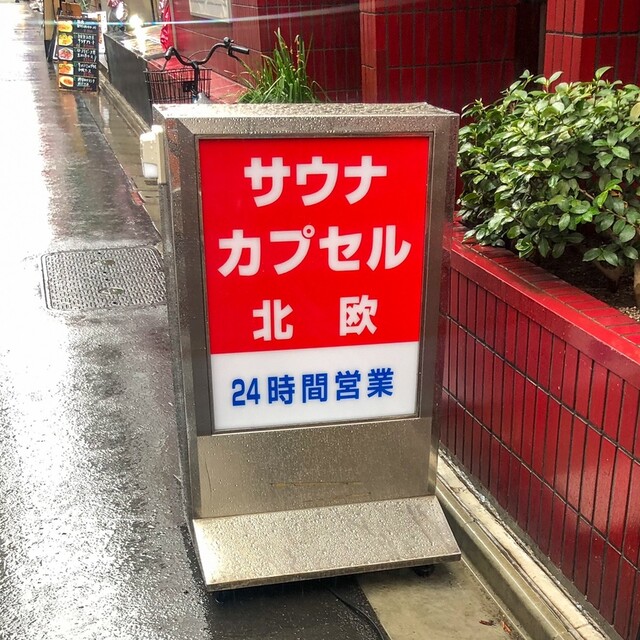 サウナ
カプセル
北 欧
24時間営業